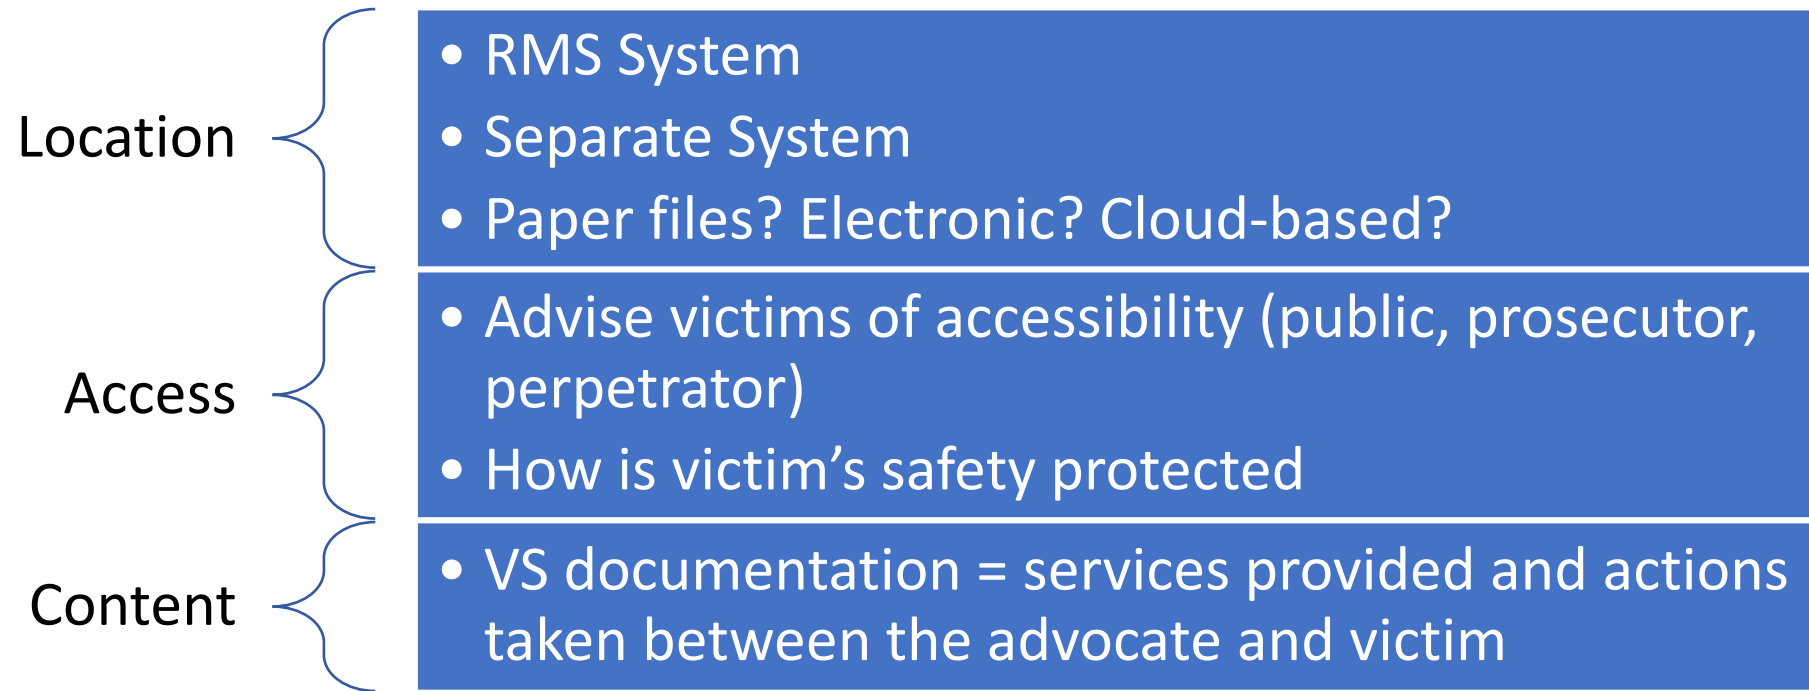 Location
• RMS System
• Separate System
• Paper files? Electronic? Cloud-based?
Access
• Advise victims of accessibility (public, prosecutor,
perpetrator)
• How is victim’s safety protected
Content
• VS documentation = services provided and actions
taken between the advocate and victim